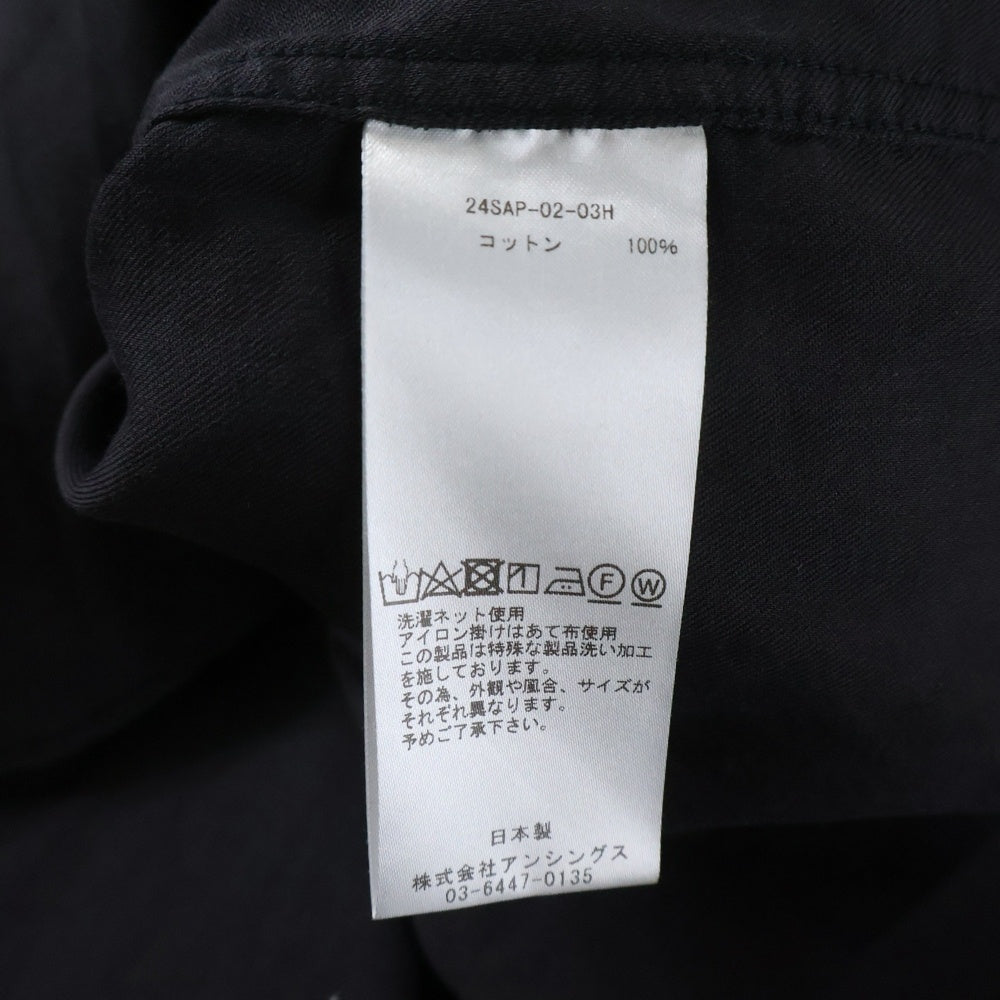 24SAP-02-03H
コットン 100%
F W
洗濯ネット使用
アイロン掛けはあて布使用
この製品は特殊な製品洗い加工
を施しております。
その為、外観や風合、サイズが
それぞれ異なります。
予めご了承下さい。
日本製
株式会社アンシングス
03-6447-0135